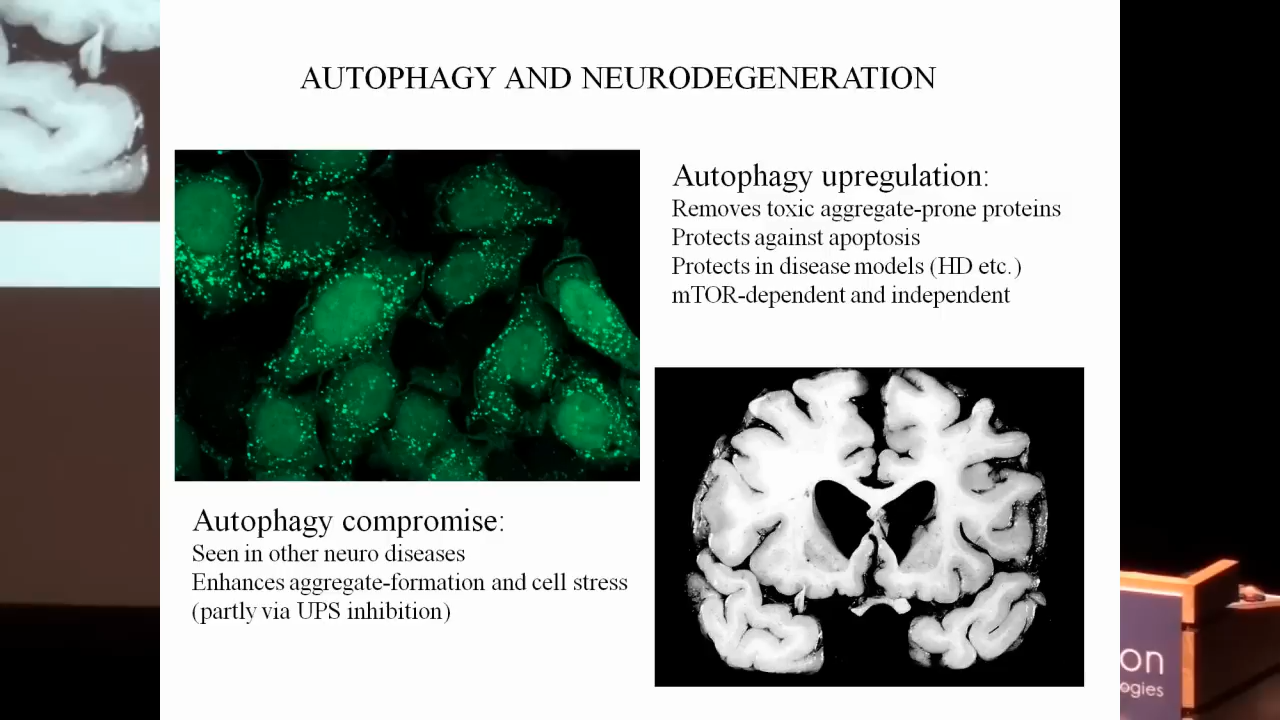 AUTOPHAGY AND NEURODEGENERATION
Autophagy upregulation:
Removes toxic aggregate-prone proteins
Protects against apoptosis
Protects in disease models (HD etc.)
mTOR-dependent and independent
Autophagy compromise:
Seen in other neuro diseases
Enhances aggregate-formation and cell stress
(partly via UPS inhibition)
on
ogies